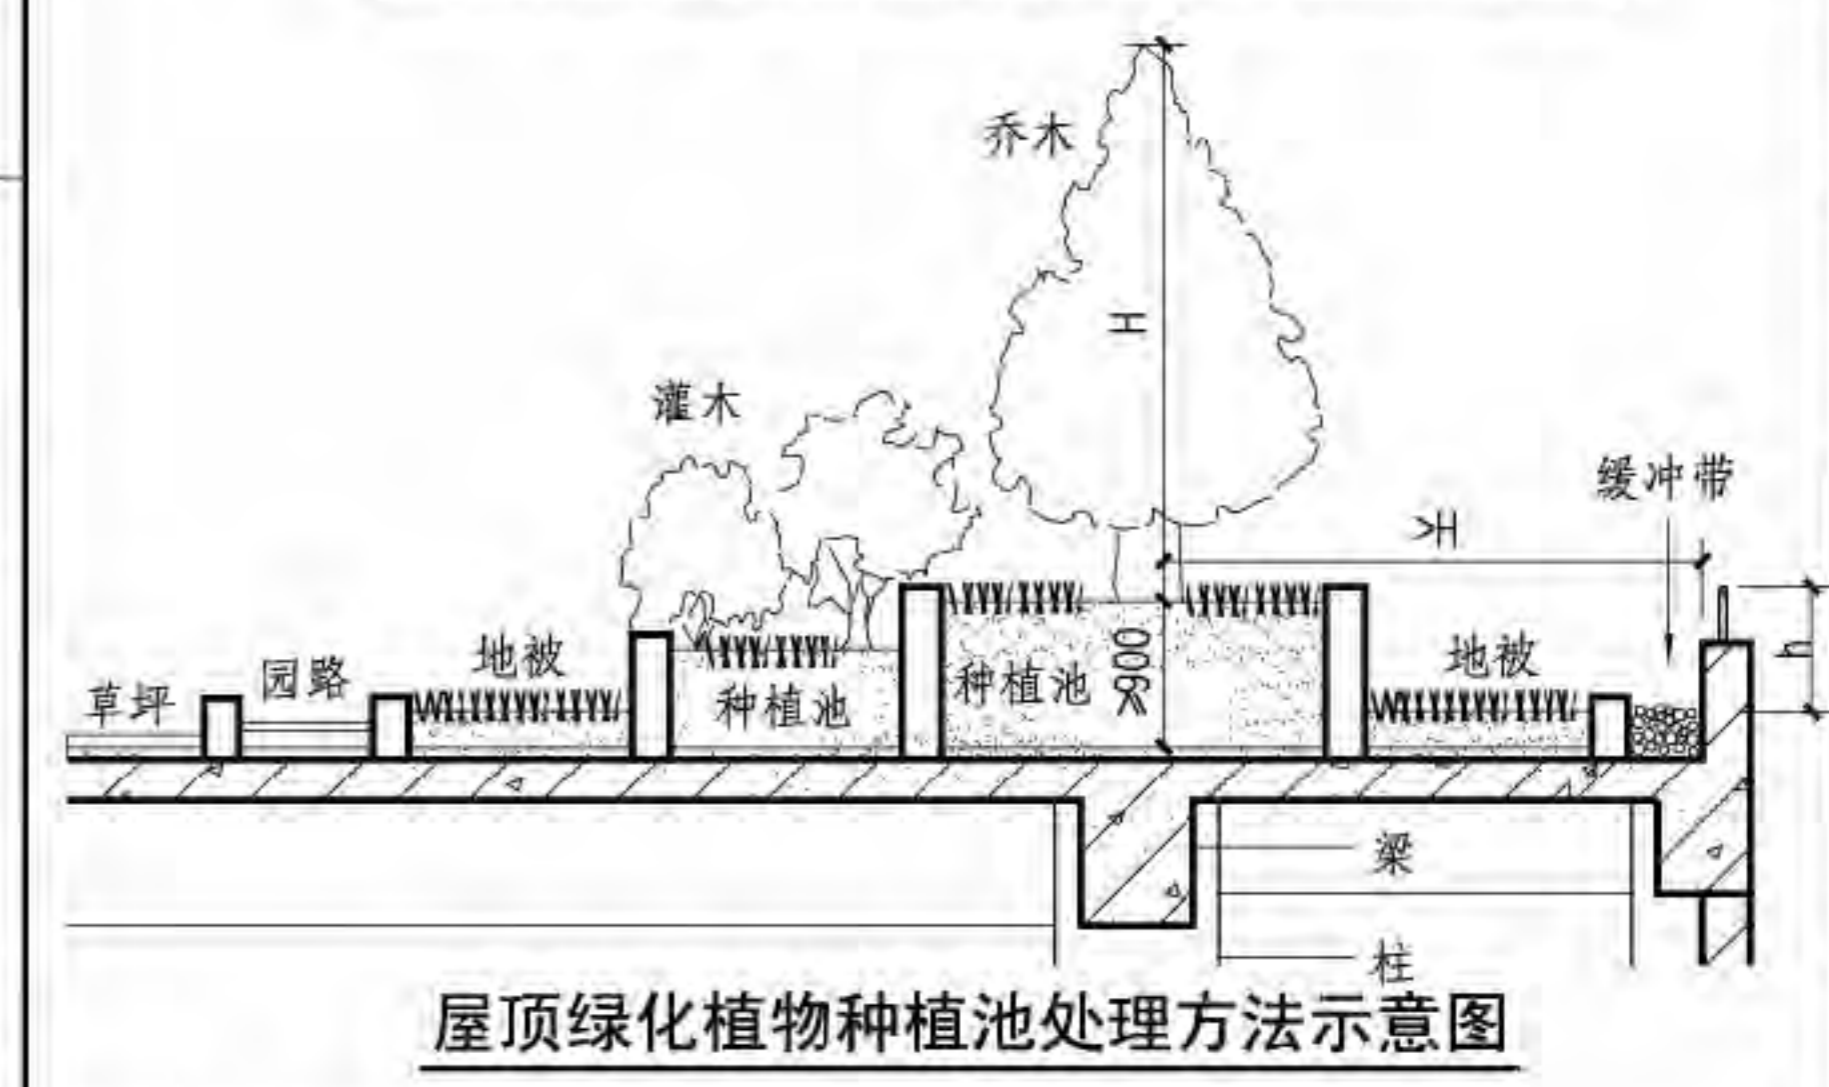 乔木
H
灌木
缓冲带
>H
地被
园路
草坪
种植池
种植池
900
地被
h
梁
柱
屋顶绿化植物种植池处理方法示意图